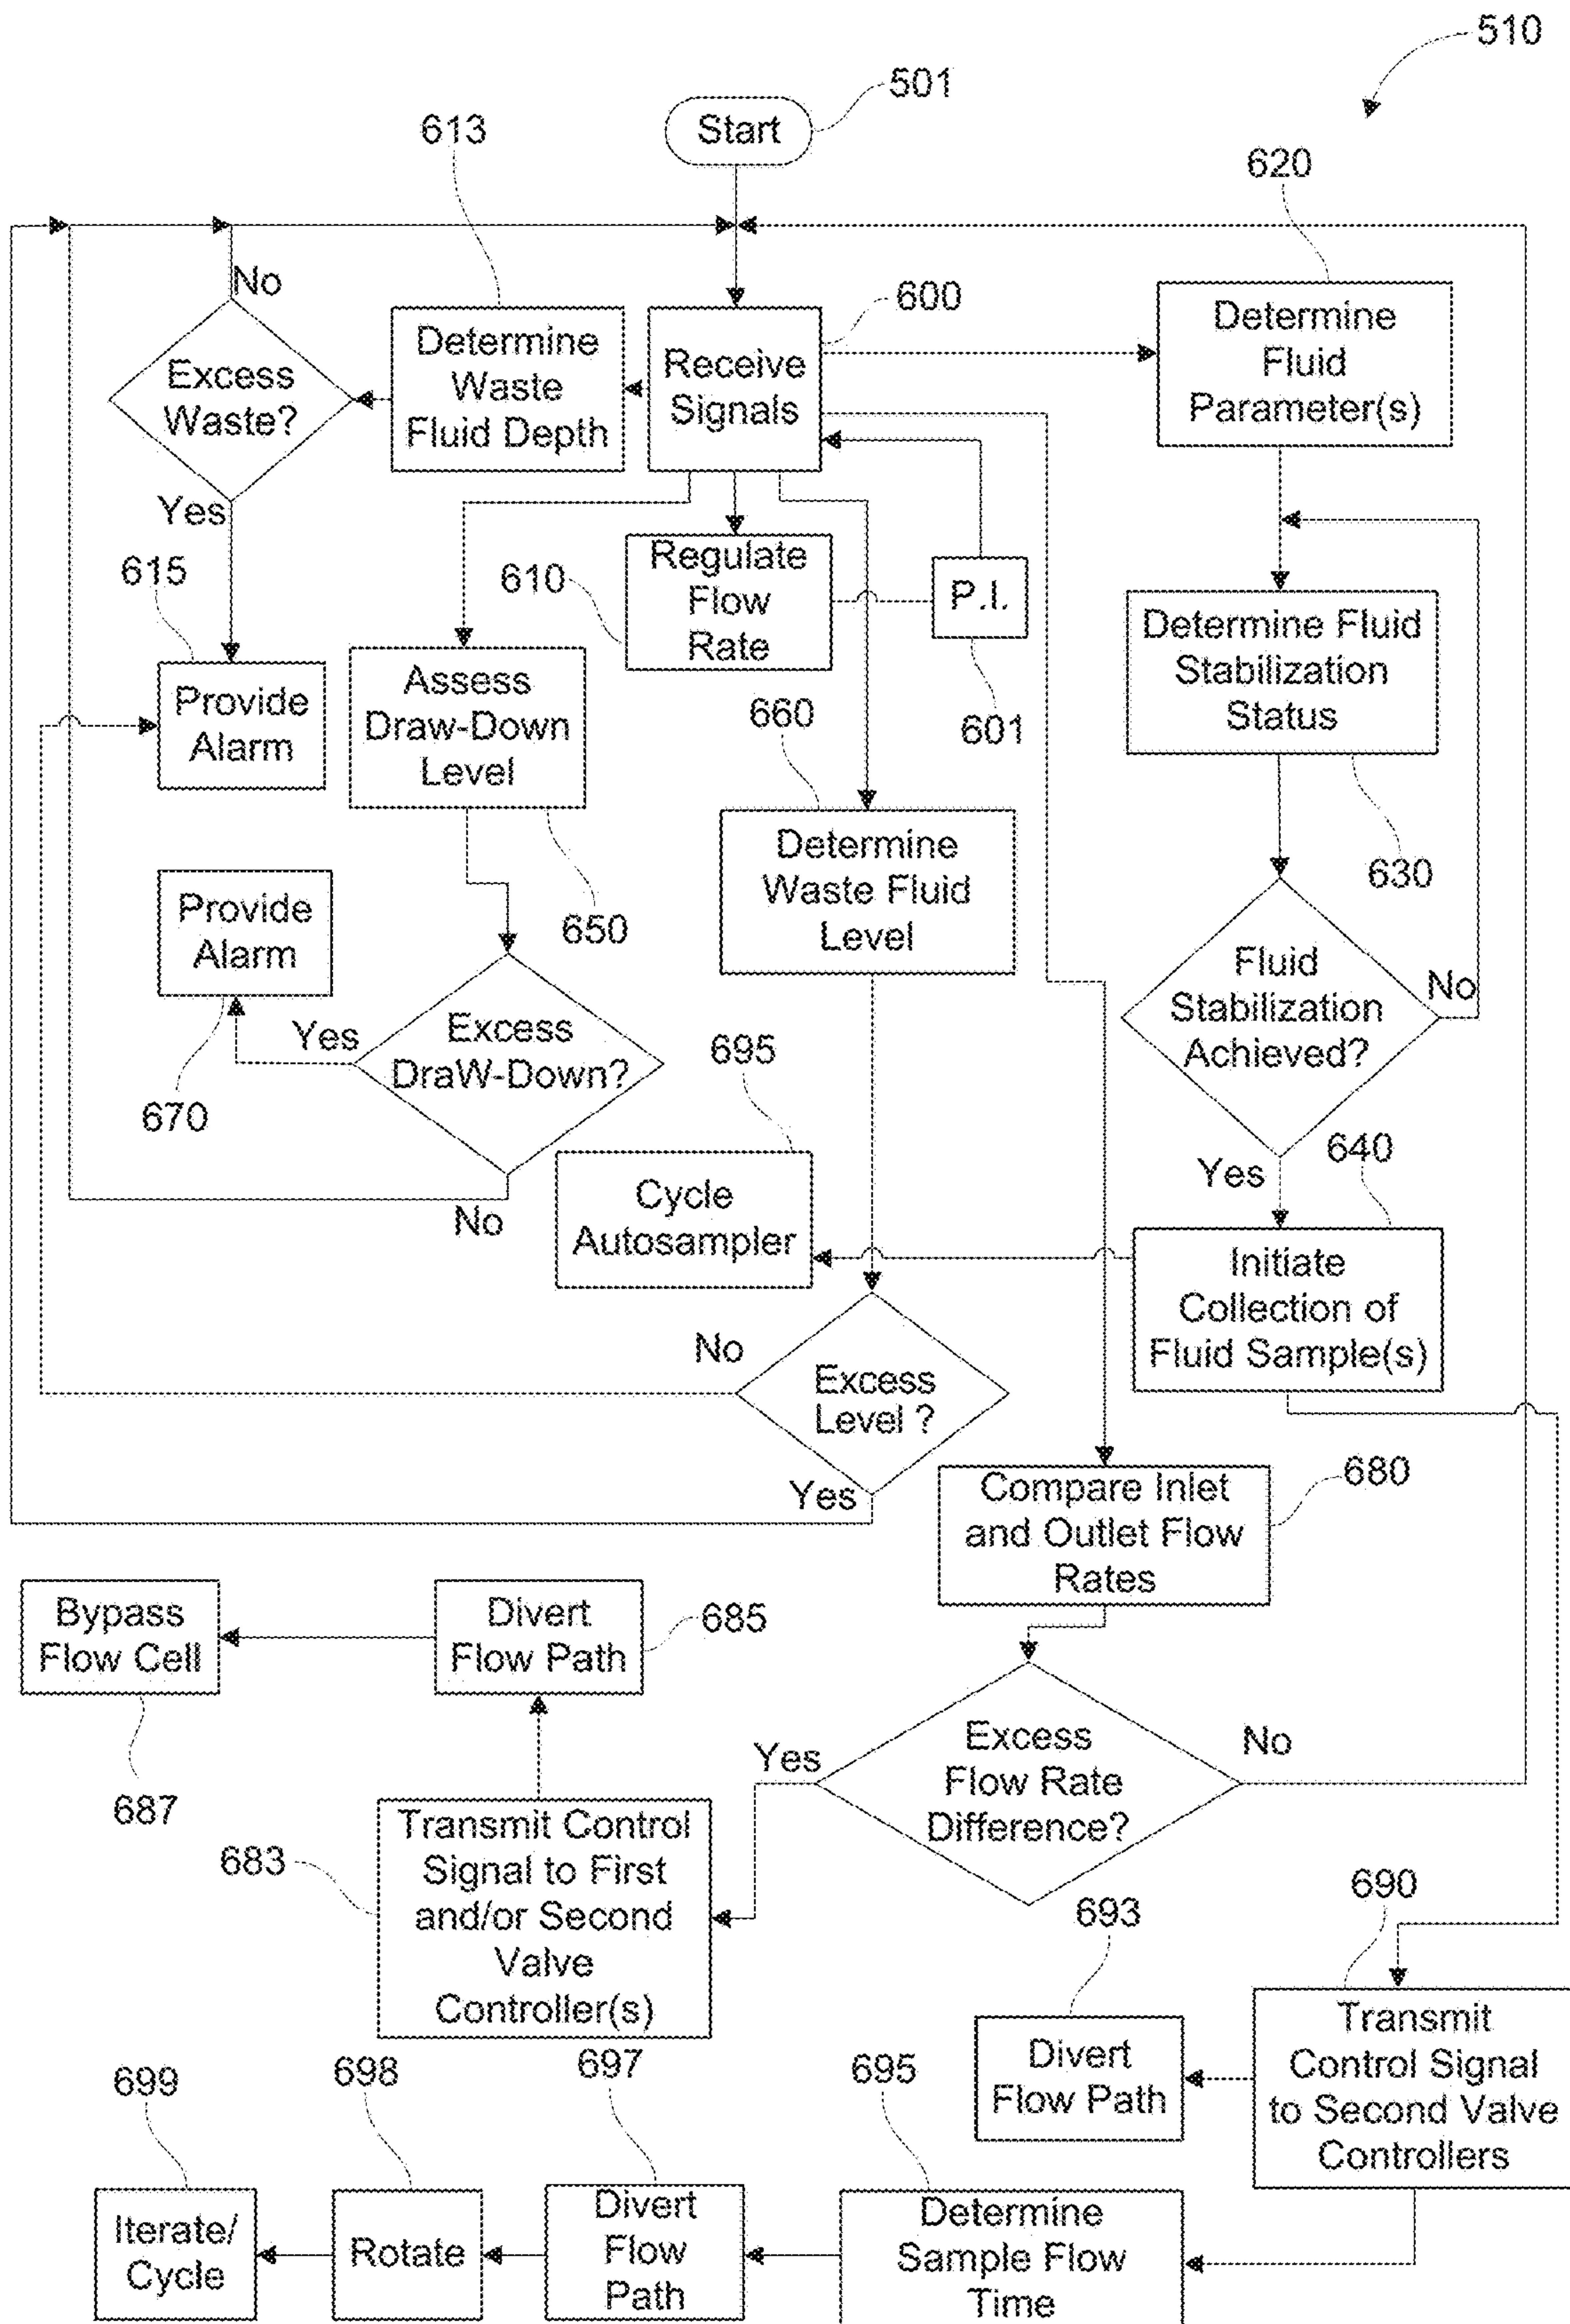 510
501
Start
613
620
No
600
Determine
Waste
Fluid Depth
Receive
Signals
Determine
Fluid
Parameter(s)
Excess
Waste?
Yes
615
610
Regulate
Flow
Rate
P.I.
601
Determine Fluid
Stabilization
Status
630
Provide
Alarm
Assess
Draw-Down
Level
650
660
Determine
Waste Fluid
Level
Provide
Alarm
670
Yes
Excess
DraW-Down?
No
Fluid
Stabilization
Achieved?
No
Yes
640
695
Cycle
Autosampler
Initiate
Collection of
Fluid Sample(s)
No
Excess
Level ?
Yes
680
Compare Inlet
and Outlet Flow
Rates
Bypass
Flow Cell
687
Divert
Flow Path
685
Yes
Excess
Flow Rate
Difference?
No
683
Transmit Control
Signal to First
and/or Second
Valve
Controller(s)
690
693
Divert
Flow Path
Transmit
Control Signal
to Second Valve
Controllers
699
698
697
695
Iterate/
Cycle
Rotate
Divert
Flow
Path
Determine
Sample Flow
Time